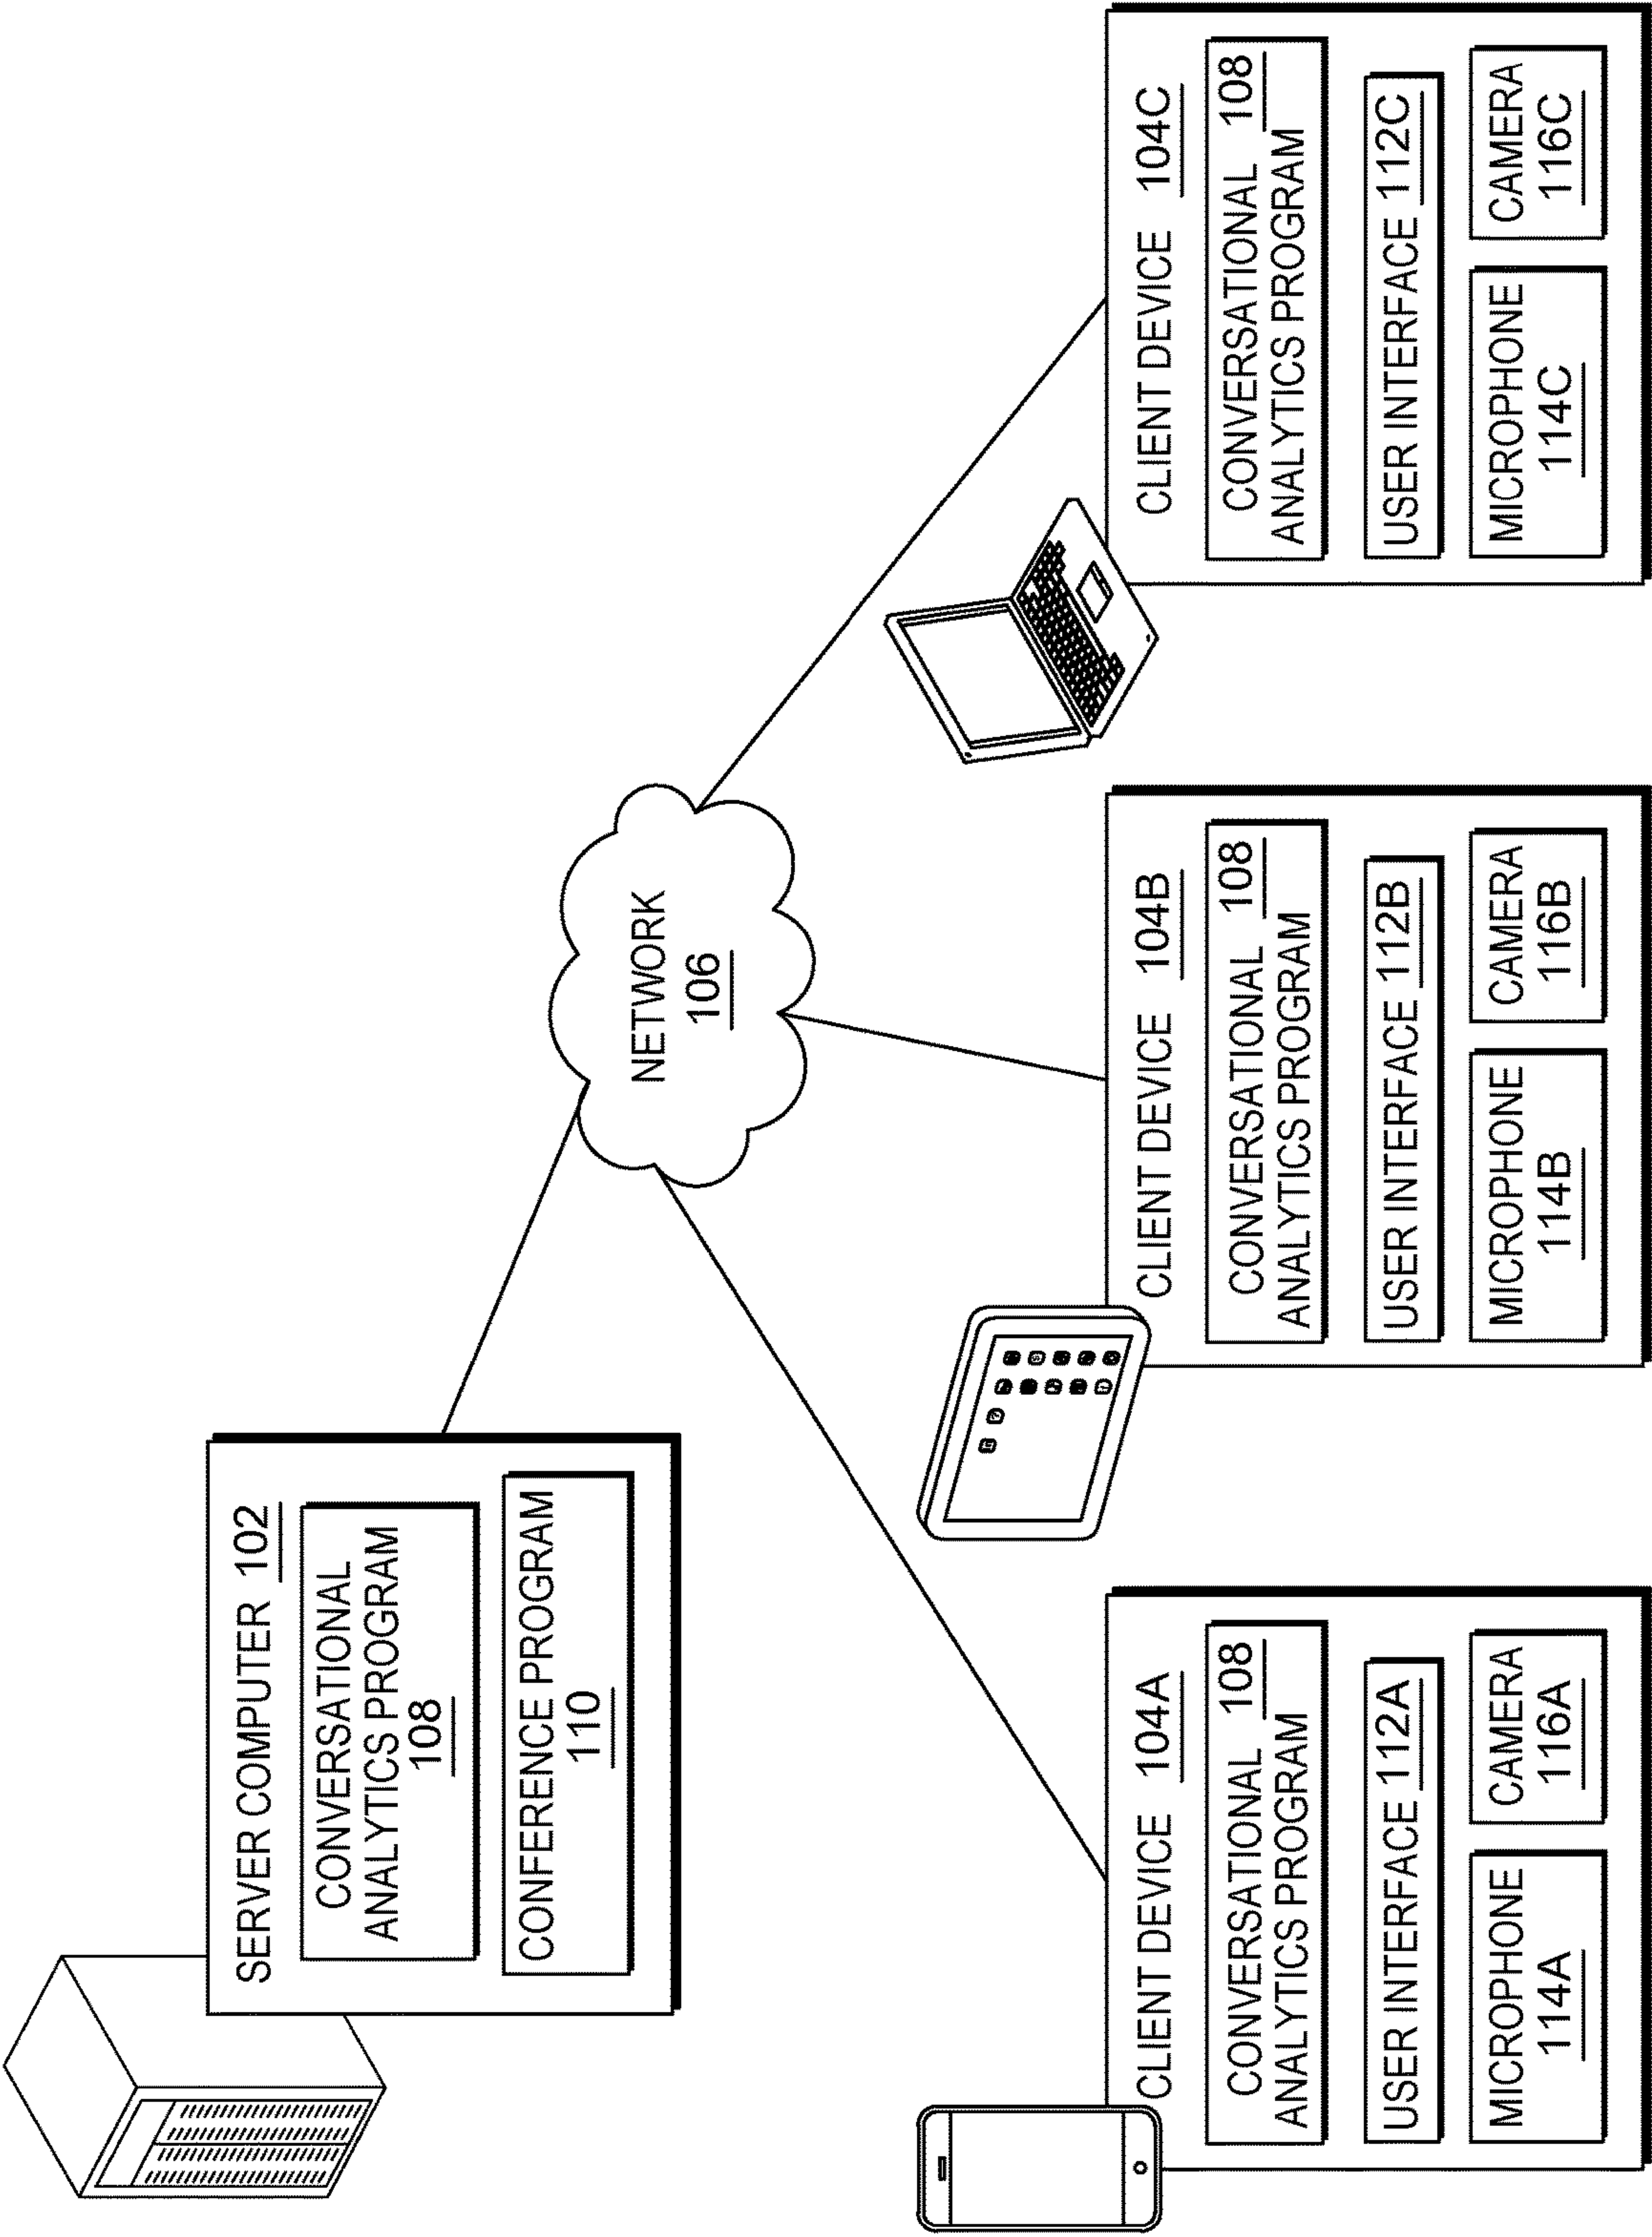 SERVER COMPUTER 102
CONVERSATIONAL
ANALYTICS PROGRAM
108
CONFERENCE PROGRAM
110
NETWORK
106
CLIENT DEVICE 104A
CONVERSATIONAL 108
ANALYTICS PROGRAM
USER INTERFACE 112A
MICROPHONE
114A
CAMERA
116A
CLIENT DEVICE 104B
CONVERSATIONAL 108
ANALYTICS PROGRAM
USER INTERFACE 112B
MICROPHONE
114B
CAMERA
116B
CLIENT DEVICE 104C
CONVERSATIONAL 108
ANALYTICS PROGRAM
USER INTERFACE 112C
MICROPHONE
114C
CAMERA
116C